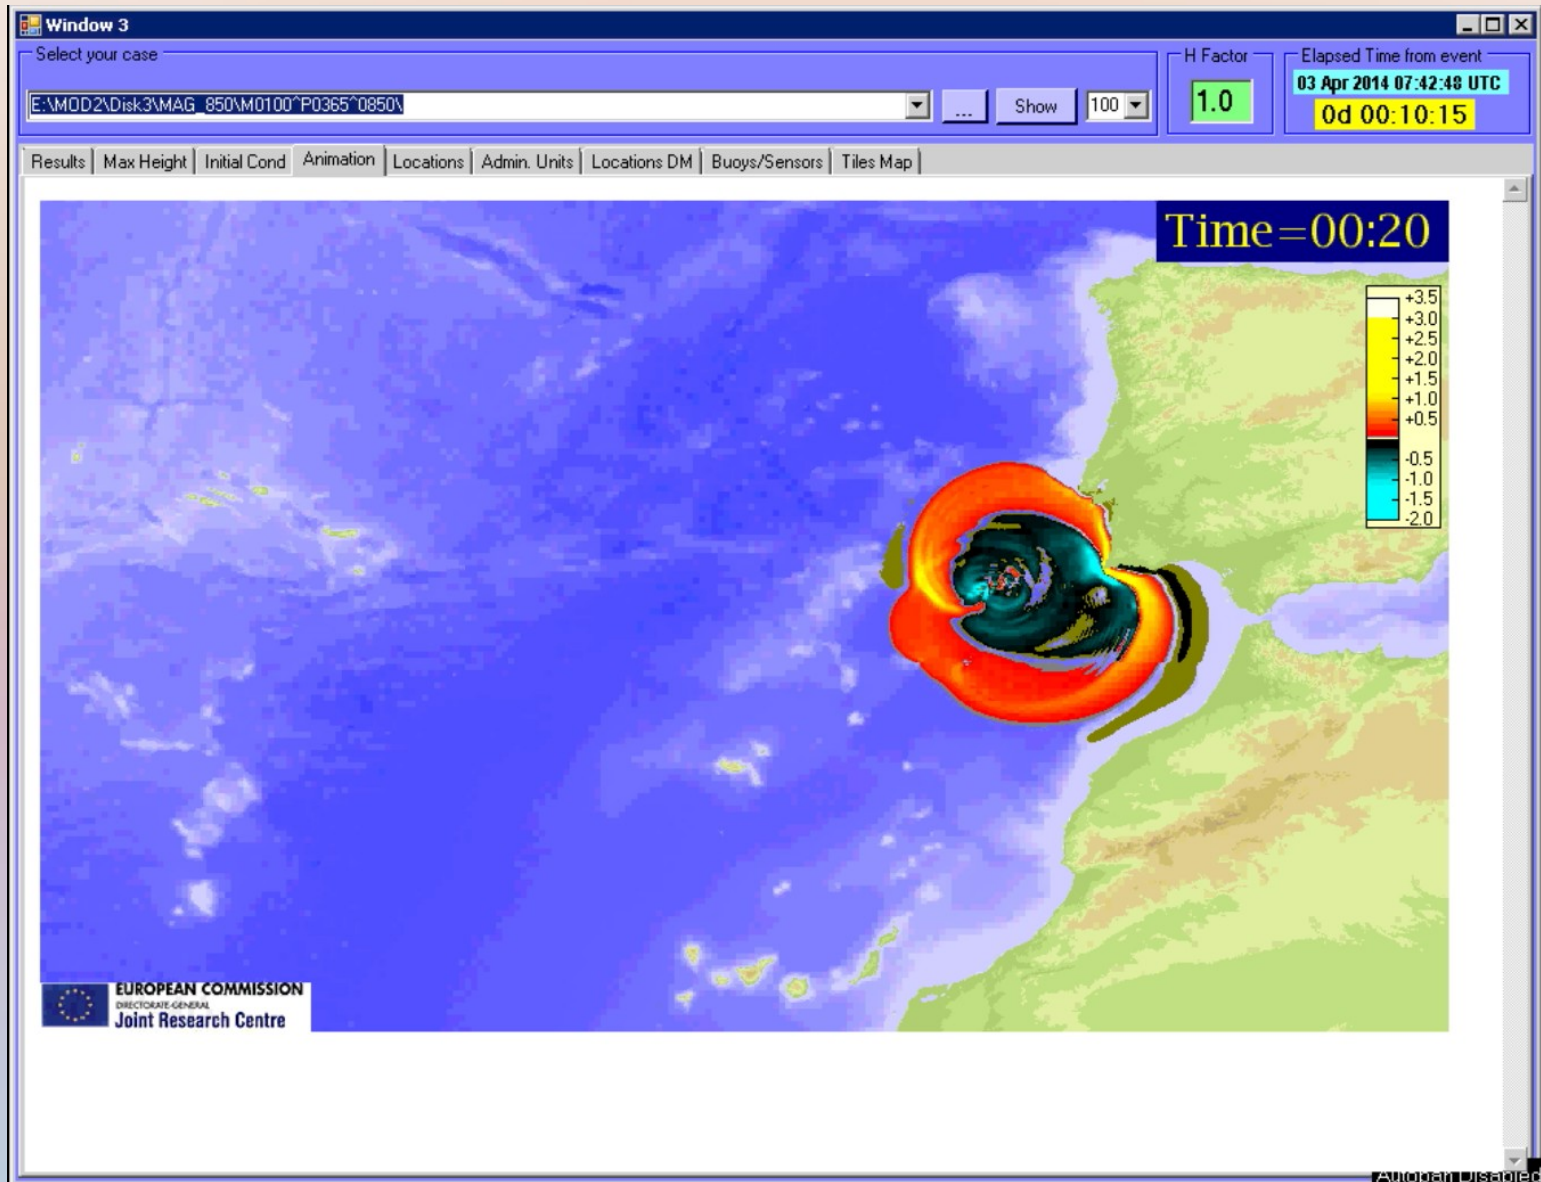 Window 3
Select your case
H Factor
Elapsed Time from event
E:\MOD2\Disk3\MAG_850\M0100^P0365^0850\
...
Show
100
1.0
03 Apr 2014 07:42:48 UTC
0d 00:10:15
Results
Max Height
Initial Cond
Animation
Locations
Admin. Units
Locations DM
Buoys/Sensors
Tiles Map
Time=00:20
+3.5
+3.0
+2.5
+2.0
+1.5
+1.0
+0.5
-0.5
-1.0
-1.5
-2.0
EUROPEAN COMMISSION
DIRECTORATE-GENERAL
Joint Research Centre
Autopan Disabled